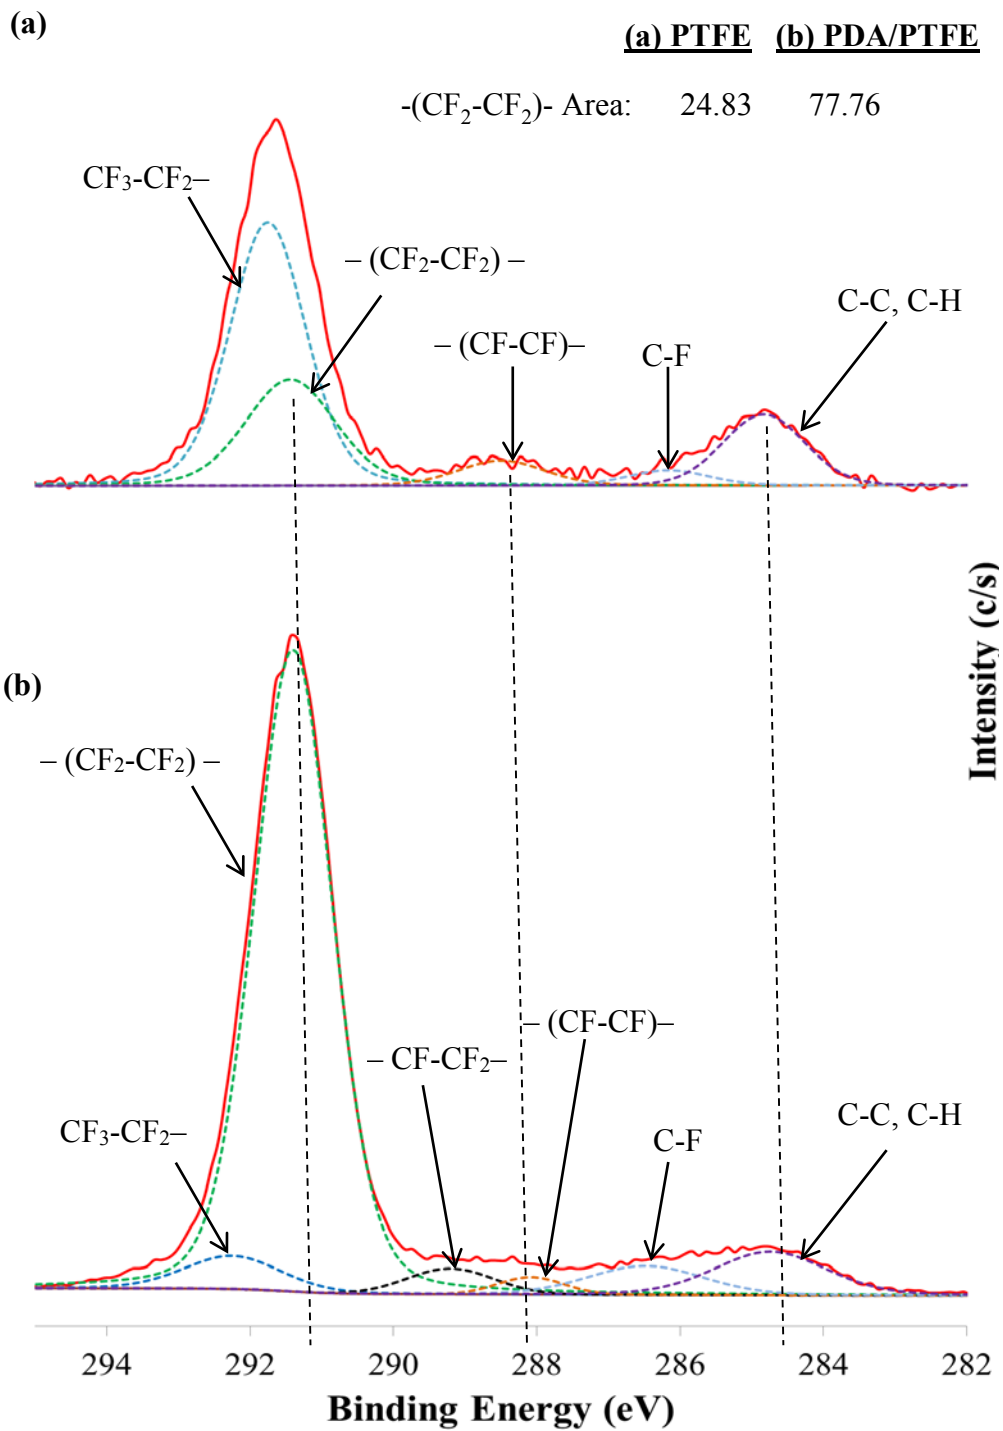 (a)
(a) PTFE (b) PDA/PTFE
-(CF₂-CF₂)- Area: 24.83 77.76
CF₃-CF₂–
– (CF₂-CF₂) –
– (CF-CF)–
C-F
C-C, C-H
Intensity (c/s)
(b)
– (CF₂-CF₂) –
– (CF-CF)–
– CF-CF₂–
CF₃-CF₂–
C-F
C-C, C-H
294 292 290 288 286 284 282
Binding Energy (eV)